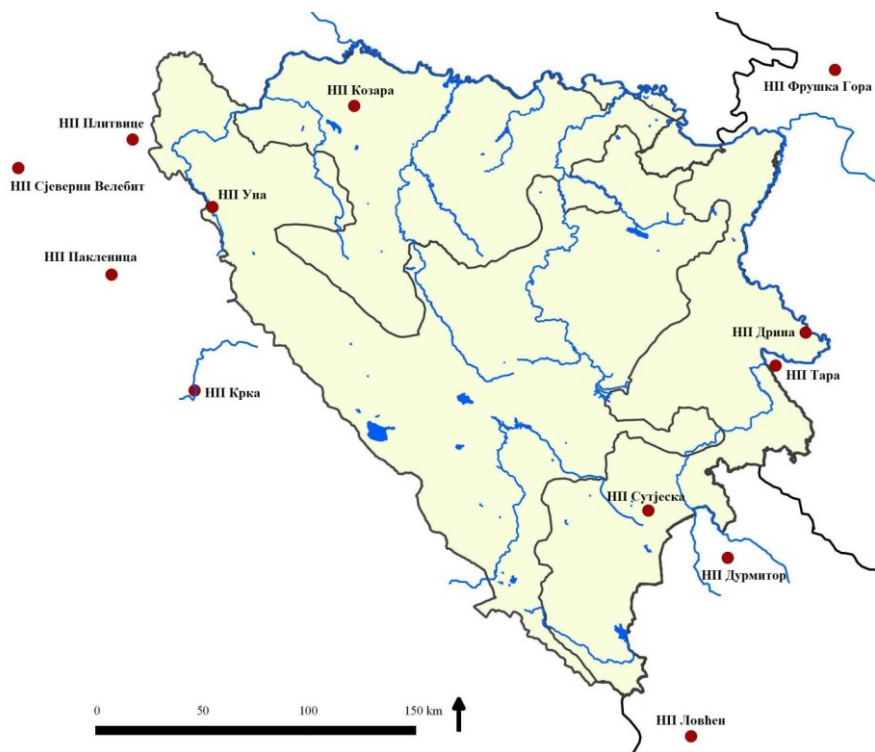 НП Фрушка Гора
НП Козара
НП Плитвице
НП Сјеверни Велебит
НП Уна
НП Пакленица
НП Дрина
НП Тара
НП Крка
НП Сутјеска
НП Дурмитор
0 50 100 150 km
НП Ловћен